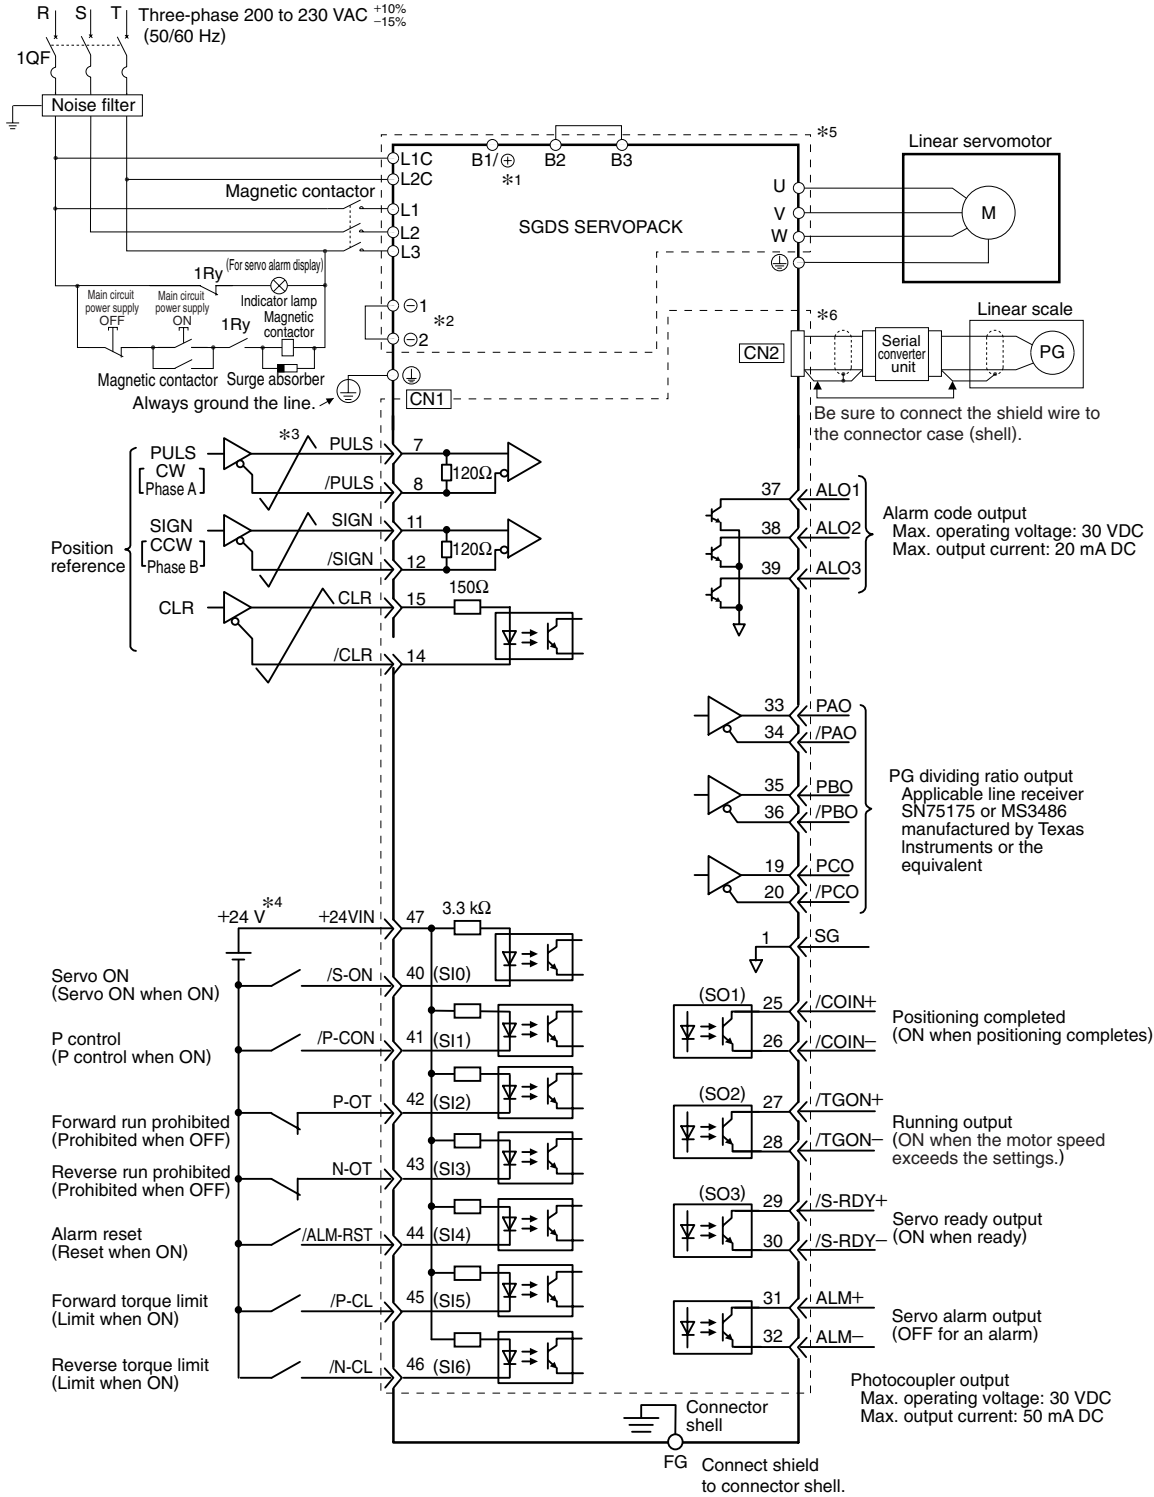 R S T Three-phase 200 to 230 VAC +10% −15%
(50/60 Hz)
1QF
Noise filter
Magnetic contactor
L1C
L2C
L1
L2
L3
B1/⊕
*1
B2
B3
*5
SGDS SERVOPACK
U
V
W
Linear servomotor
M
(For servo alarm display)
1Ry
Indicator lamp
Main circuit
power supply
OFF
Main circuit
power supply
ON
1Ry
Magnetic
contactor
Magnetic contactor
Surge absorber
Always ground the line.
⊖1
*2
⊖2
CN1
*6
CN2
Linear scale
Serial
converter
unit
PG
Be sure to connect the shield wire to
the connector case (shell).
Position
reference
PULS
CW
Phase A
*3
PULS 7
/PULS 8
120Ω
SIGN
CCW
Phase B
SIGN 11
/SIGN 12
120Ω
CLR
CLR 15
150Ω
/CLR 14
37 ALO1
38 ALO2
39 ALO3
Alarm code output
Max. operating voltage: 30 VDC
Max. output current: 20 mA DC
33 PAO
34 /PAO
35 PBO
36 /PBO
19 PCO
20 /PCO
PG dividing ratio output
Applicable line receiver
SN75175 or MS3486
manufactured by Texas
Instruments or the
equivalent
1 SG
+24 V *4
+24VIN 47
3.3 kΩ
Servo ON
(Servo ON when ON)
/S-ON 40 (SI0)
P control
(P control when ON)
/P-CON 41 (SI1)
Forward run prohibited
(Prohibited when OFF)
P-OT 42 (SI2)
Reverse run prohibited
(Prohibited when OFF)
N-OT 43 (SI3)
Alarm reset
(Reset when ON)
/ALM-RST 44 (SI4)
Forward torque limit
(Limit when ON)
/P-CL 45 (SI5)
Reverse torque limit
(Limit when ON)
/N-CL 46 (SI6)
(SO1)
25 /COIN+
26 /COIN−
Positioning completed
(ON when positioning completes)
(SO2)
27 /TGON+
28 /TGON−
Running output
(ON when the motor speed
exceeds the settings.)
(SO3)
29 /S-RDY+
30 /S-RDY−
Servo ready output
(ON when ready)
31 ALM+
32 ALM−
Servo alarm output
(OFF for an alarm)
Photocoupler output
Max. operating voltage: 30 VDC
Max. output current: 50 mA DC
Connector
shell
FG
Connect shield
to connector shell.